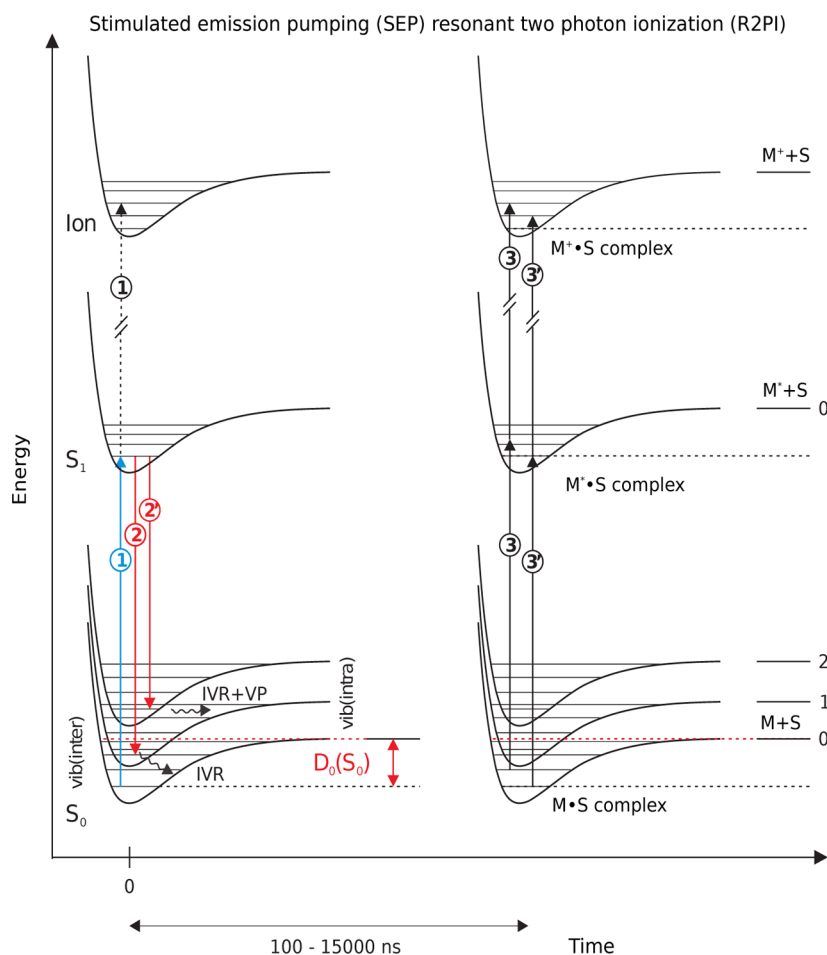 Stimulated emission pumping (SEP) resonant two photon ionization (R2PI)
M⁺+S
Ion
M⁺•S complex
1
3
3'
M*+S
0
Energy
S₁
M*•S complex
2'
2
1
3
3'
2
IVR+VP
vib(intra)
1
M+S
0
vib(inter)
D₀(S₀)
IVR
S₀
M•S complex
0
100 - 15000 ns
Time